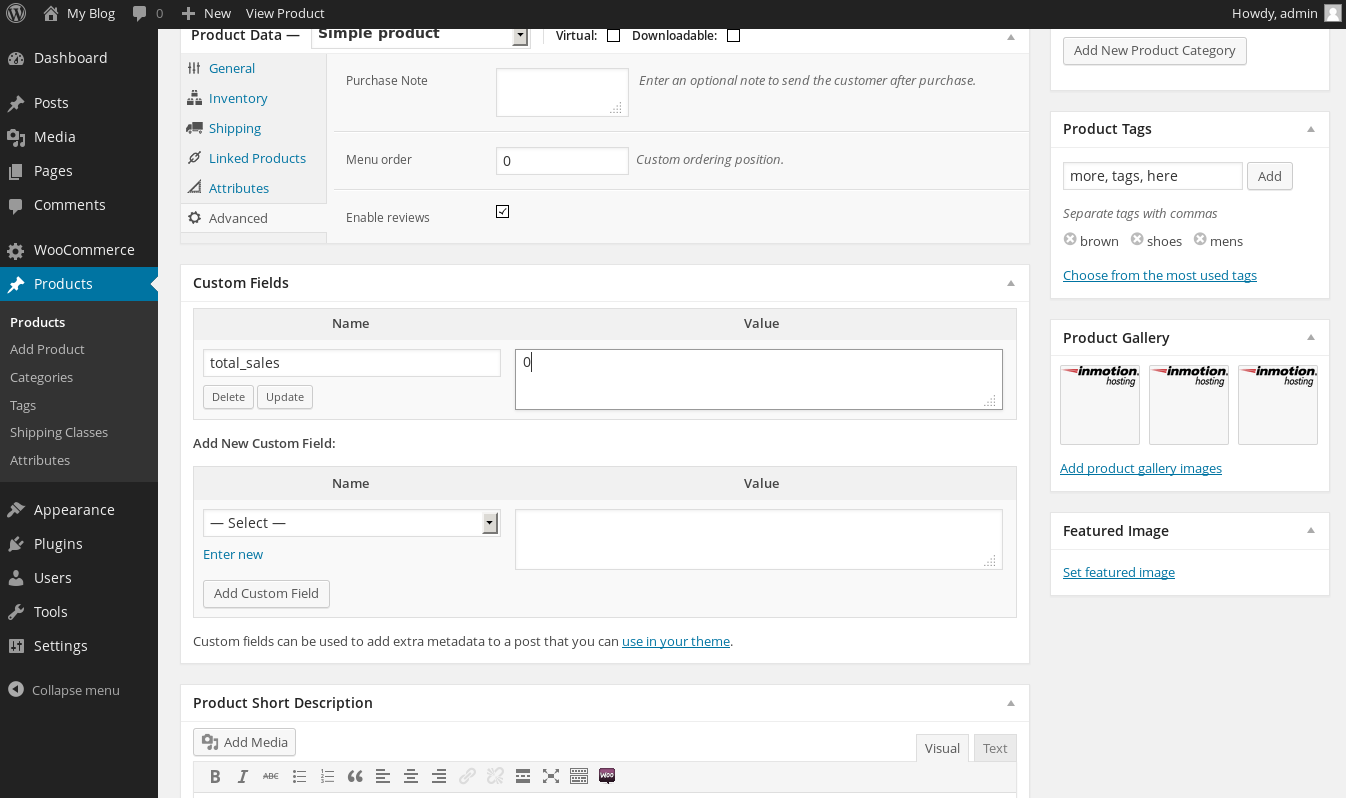 My Blog 0 New View Product Howdy, admin
Product Data — Simple product Virtual: Downloadable:
Dashboard
Posts
Media
Pages
Comments
WooCommerce
Products
Products
Add Product
Categories
Tags
Shipping Classes
Attributes
Appearance
Plugins
Users
Tools
Settings
Collapse menu
General
Inventory
Shipping
Linked Products
Attributes
Advanced
Purchase Note Enter an optional note to send the customer after purchase.
Menu order 0 Custom ordering position.
Enable reviews
Custom Fields
Name Value
total_sales 0
Delete Update
Add New Custom Field:
Name Value
— Select —
Enter new
Add Custom Field
Custom fields can be used to add extra metadata to a post that you can use in your theme.
Product Short Description
Add Media Visual Text
B I ABC
Woo
Add New Product Category
Product Tags
more, tags, here Add
Separate tags with commas
brown shoes mens
Choose from the most used tags
Product Gallery
inmotion. inmotion. inmotion.
hosting hosting hosting
Add product gallery images
Featured Image
Set featured image